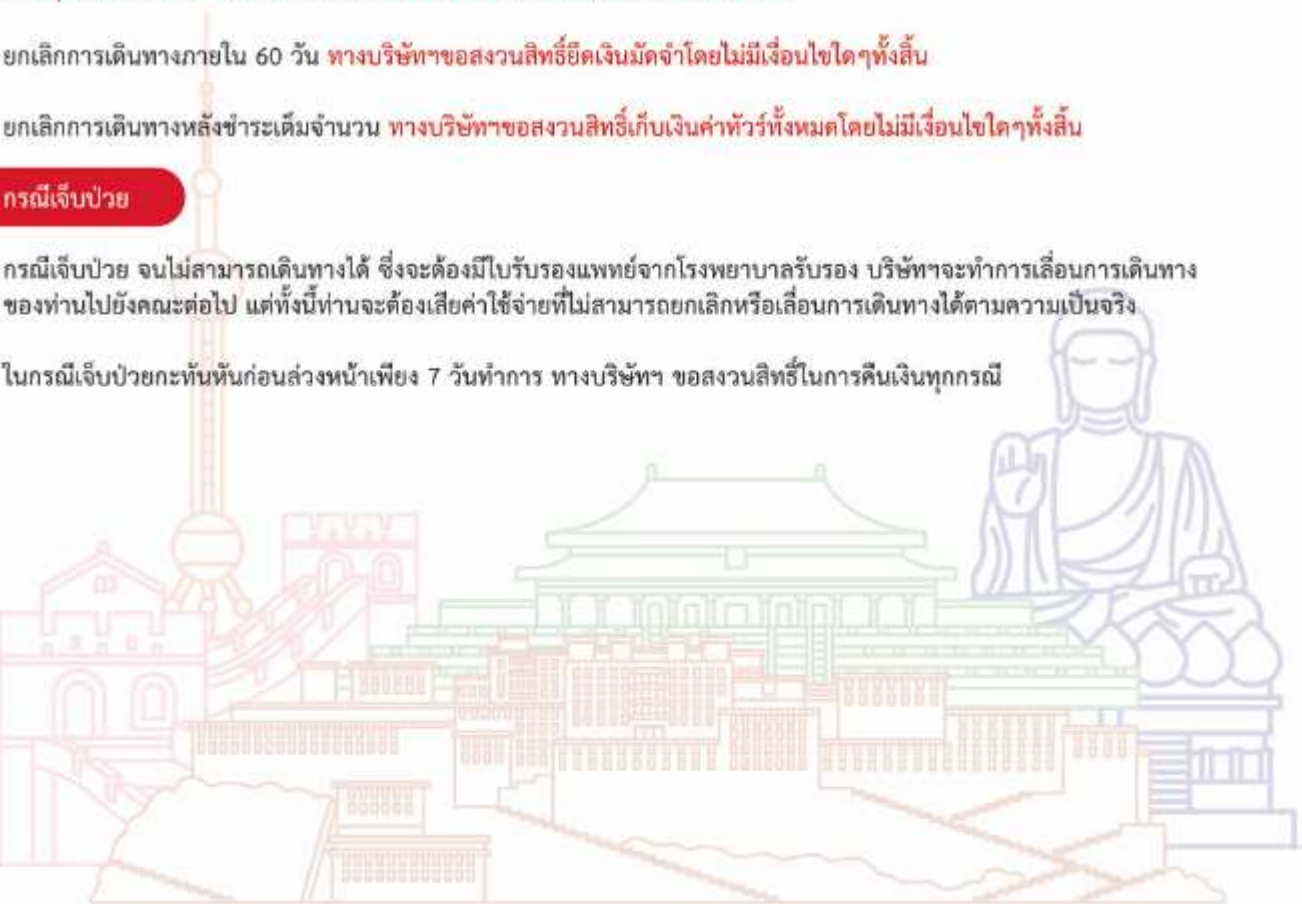 ยกเลิกการเดินทางภายใน 60 วัน ทางบริษัทฯขอสงวนสิทธิ์ยึดเงินมัดจำโดยไม่มีเงื่อนไขใดๆทั้งสิ้น
ยกเลิกการเดินทางหลังชำระเต็มจำนวน ทางบริษัทฯขอสงวนสิทธิ์เก็บเงินค่าทัวร์ทั้งหมดโดยไม่มีเงื่อนไขใดๆทั้งสิ้น
กรณีเจ็บป่วย
กรณีเจ็บป่วย จนไม่สามารถเดินทางได้ ซึ่งจะต้องมีใบรับรองแพทย์จากโรงพยาบาลรับรอง บริษัทฯจะทำการเลื่อนการเดินทาง
ของท่านไปยังคณะต่อไป แต่ทั้งนี้ท่านจะต้องเสียค่าใช้จ่ายที่ไม่สามารถยกเลิกหรือเลื่อนการเดินทางได้ตามความเป็นจริง
ในกรณีเจ็บป่วยกะทันหันก่อนล่วงหน้าเพียง 7 วันทำการ ทางบริษัทฯ ขอสงวนสิทธิ์ในการคืนเงินทุกกรณี